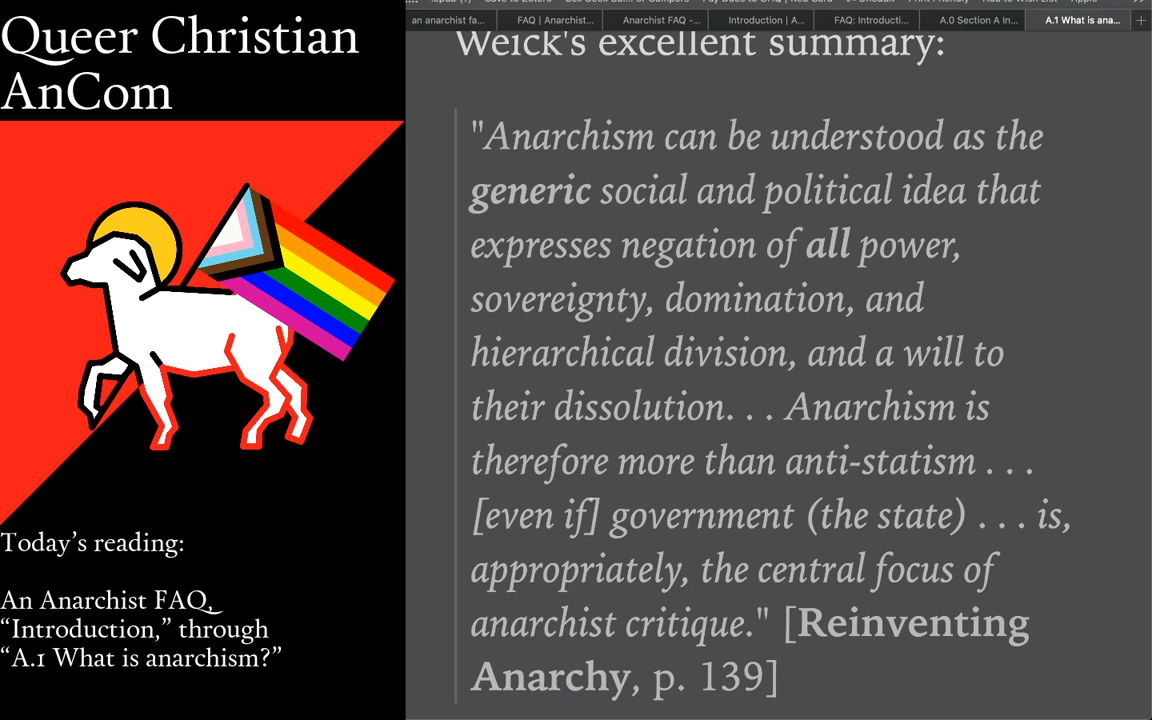 Queer Christian
AnCom
Today's reading:
An Anarchist FAQ,
“Introduction,” through
“A.1 What is anarchism?”
an anarchist fa...
FAQ | Anarchist...
Anarchist FAQ -...
Introduction | A...
FAQ: Introducti...
A.0 Section A In...
A.1 What is ana...
Weick's excellent summary:
"Anarchism can be understood as the
generic social and political idea that
expresses negation of all power,
sovereignty, domination, and
hierarchical division, and a will to
their dissolution. . . Anarchism is
therefore more than anti-statism . . .
[even if] government (the state) . . . is,
appropriately, the central focus of
anarchist critique." [Reinventing
Anarchy, p. 139]